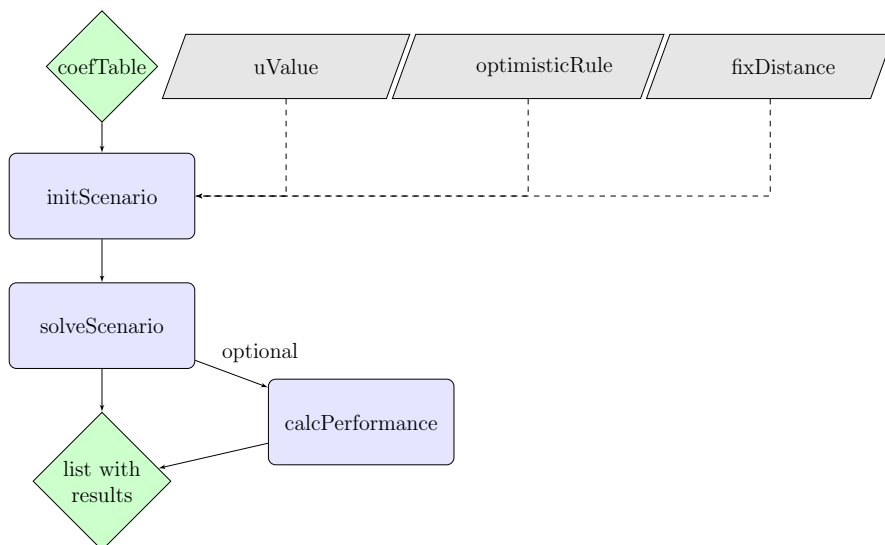 coefTable
uValue
optimisticRule
fixDistance
initScenario
solveScenario
optional
calcPerformance
list with
results